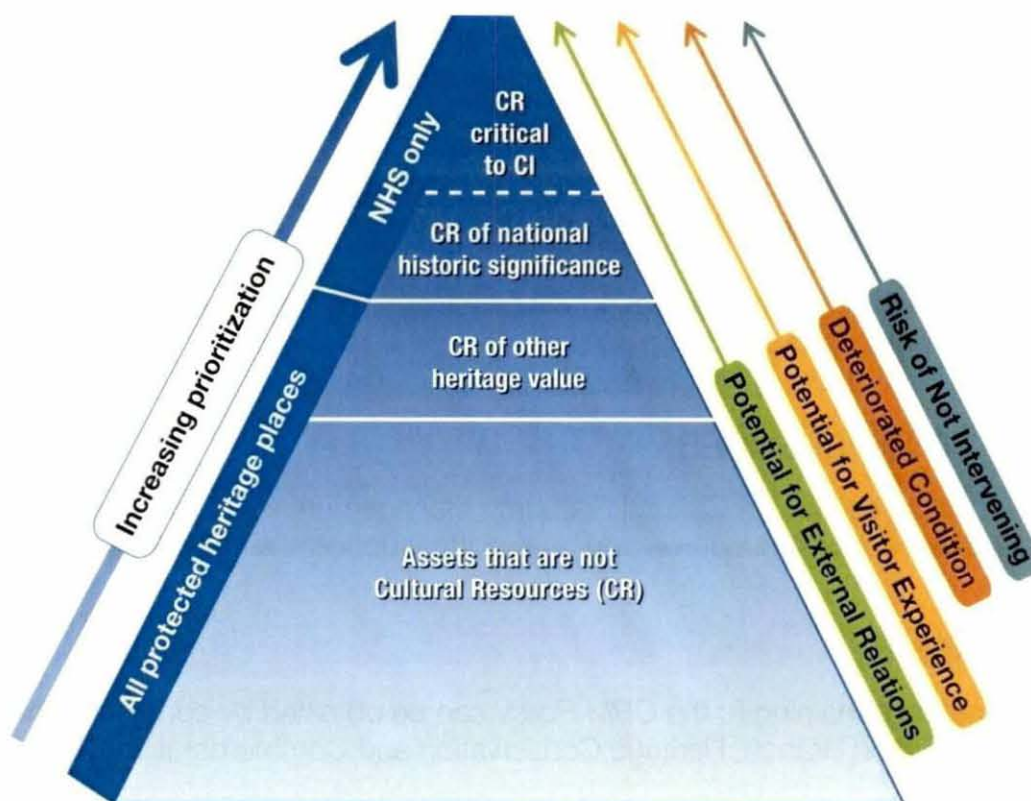 CR
critical
to CI
NHS only
CR of national
historic significance
Increasing prioritization
CR of other
heritage value
All protected heritage places
Assets that are not
Cultural Resources (CR)
Potential for External Relations
Potential for Visitor Experience
Deteriorated Condition
Risk of Not Intervening